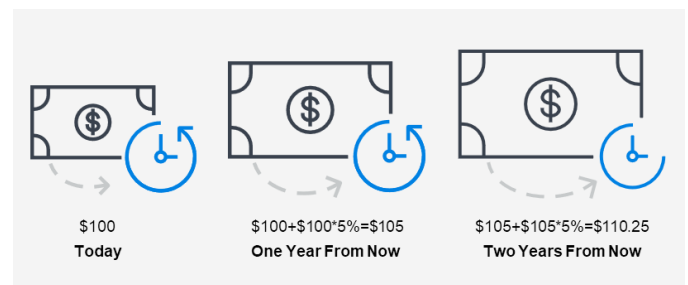 $
$
$
$100
Today
$100+$100*5%=$105
One Year From Now
$105+$105*5%=$110.25
Two Years From Now